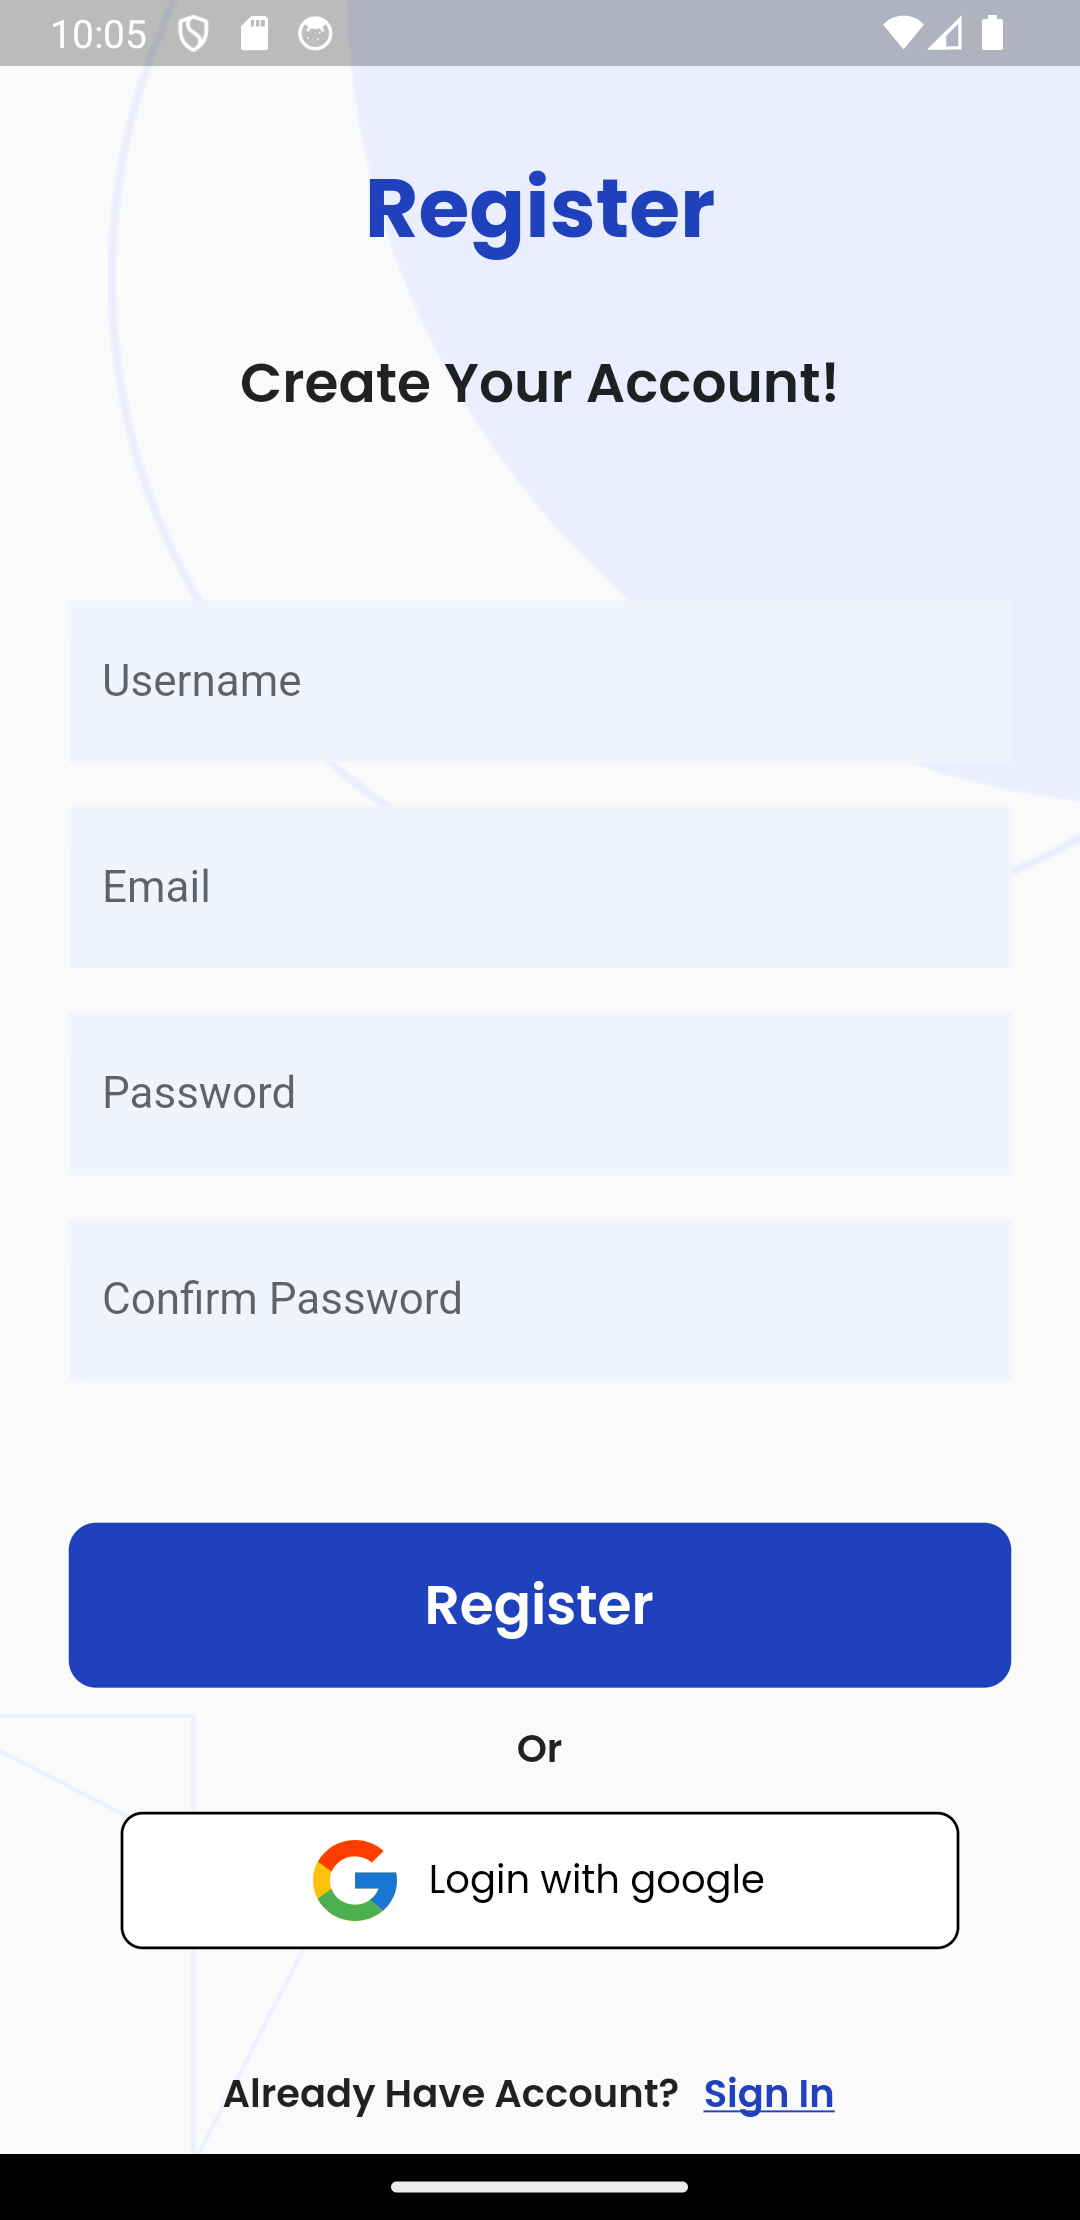 10:05
Register
Create Your Account!
Username
Email
Password
Confirm Password
Register
Or
Login with google
Already Have Account? Sign In